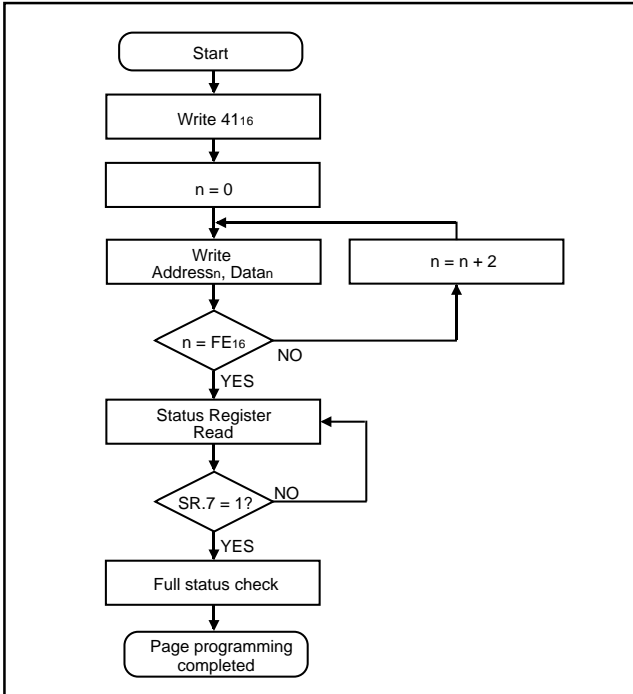 Start
Write 41₁₆
n = 0
Write
Addressn, Datan
n = n + 2
n = FE₁₆
NO
YES
Status Register
Read
SR.7 = 1?
NO
YES
Full status check
Page programming
completed